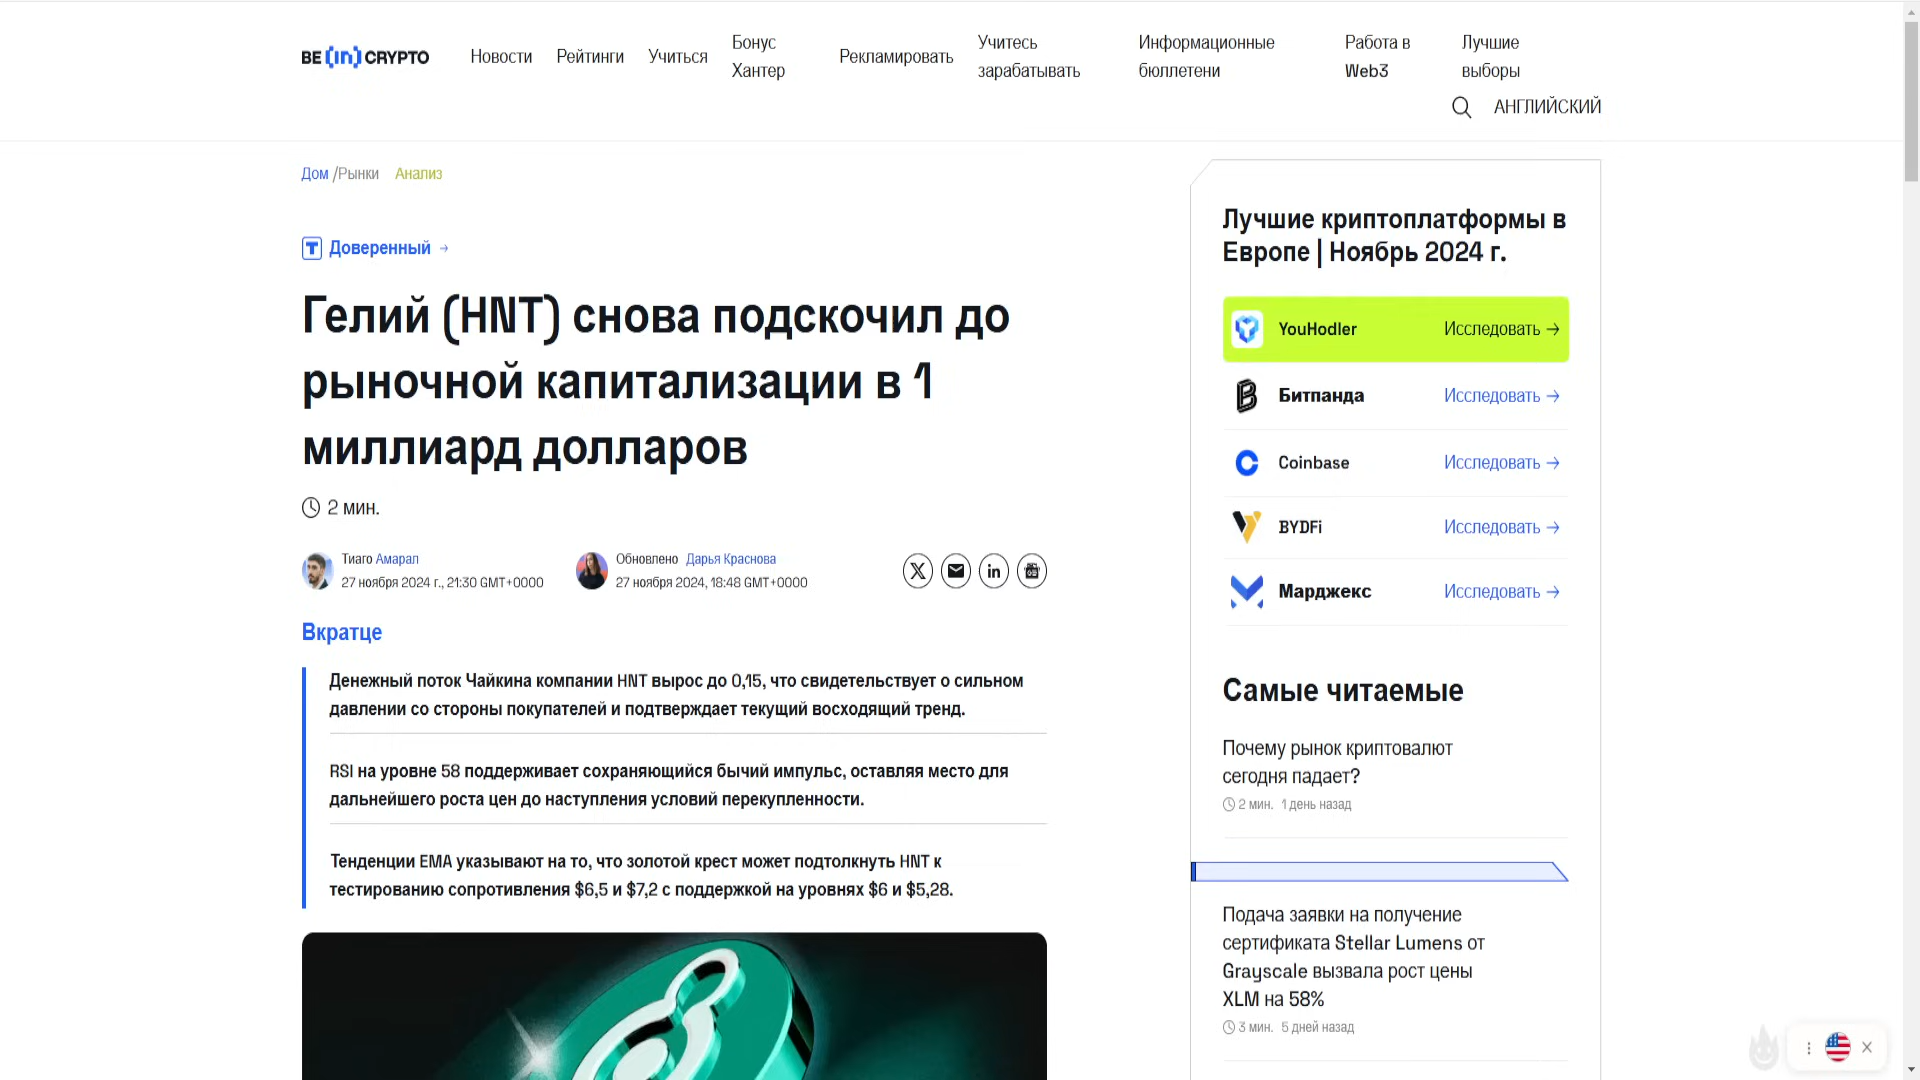 BE [in] CRYPTO
Новости
Рейтинги
Учиться
Бонус
Хантер
Рекламировать
Учитесь
зарабатывать
Информационные
бюллетени
Работа в
Web3
Лучшие
выборы
АНГЛИЙСКИЙ
Дом /Рынки Анализ
Доверенный →
Гелий (HNT) снова подскочил до
рыночной капитализации в 1
миллиард долларов
2 мин.
Тиаго Амарал
27 ноября 2024 г., 21:30 GMT+0000
Обновлено Дарья Краснова
27 ноября 2024, 18:48 GMT+0000
Вкратце
Денежный поток Чайкина компании HNT вырос до 0,15, что свидетельствует о сильном
давлении со стороны покупателей и подтверждает текущий восходящий тренд.
RSI на уровне 58 поддерживает сохраняющийся бычий импульс, оставляя место для
дальнейшего роста цен до наступления условий перекупленности.
Тенденции EMA указывают на то, что золотой крест может подтолкнуть HNT к
тестированию сопротивления $6,5 и $7,2 с поддержкой на уровнях $6 и $5,28.
Лучшие криптоплатформы в
Европе | Ноябрь 2024 г.
YouHodler Исследовать →
Битпанда Исследовать →
Coinbase Исследовать →
BYDFi Исследовать →
Марджекс Исследовать →
Самые читаемые
Почему рынок криптовалют
сегодня падает?
2 мин. 1 день назад
Подача заявки на получение
сертификата Stellar Lumens от
Grayscale вызвала рост цены
XLM на 58%
3 мин. 5 дней назад